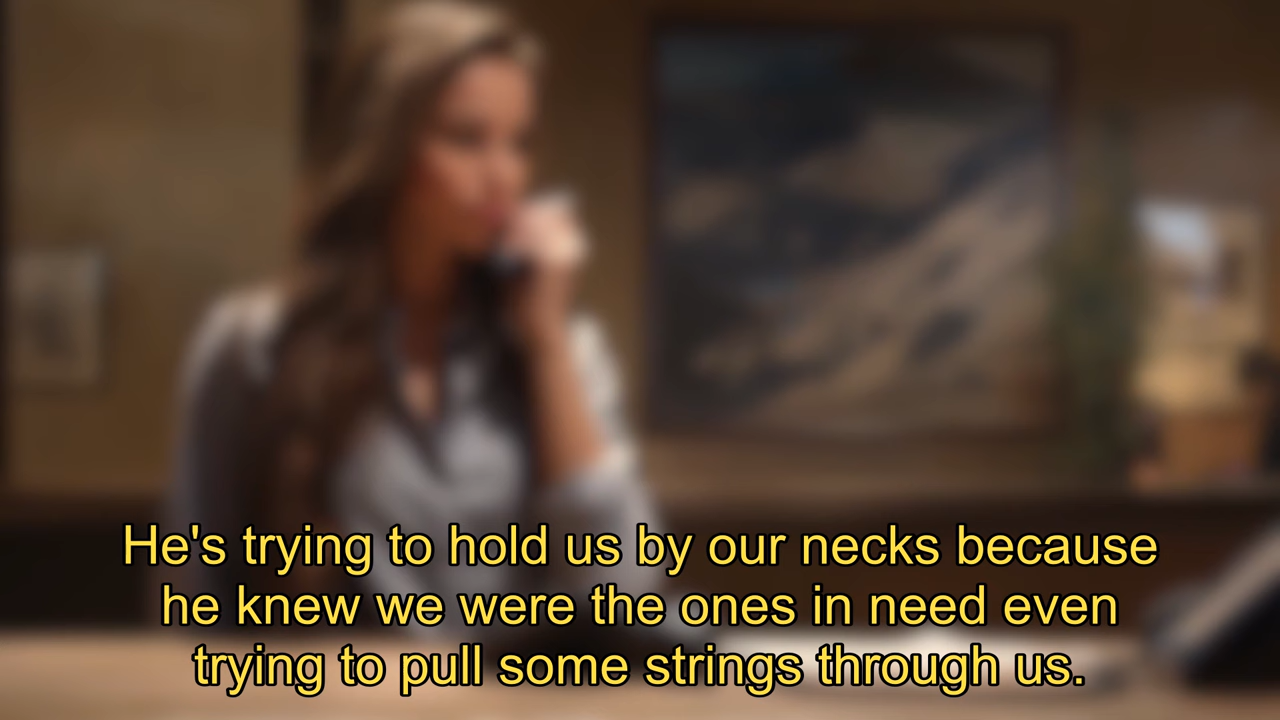 He's trying to hold us by our necks because
he knew we were the ones in need even
trying to pull some strings through us.